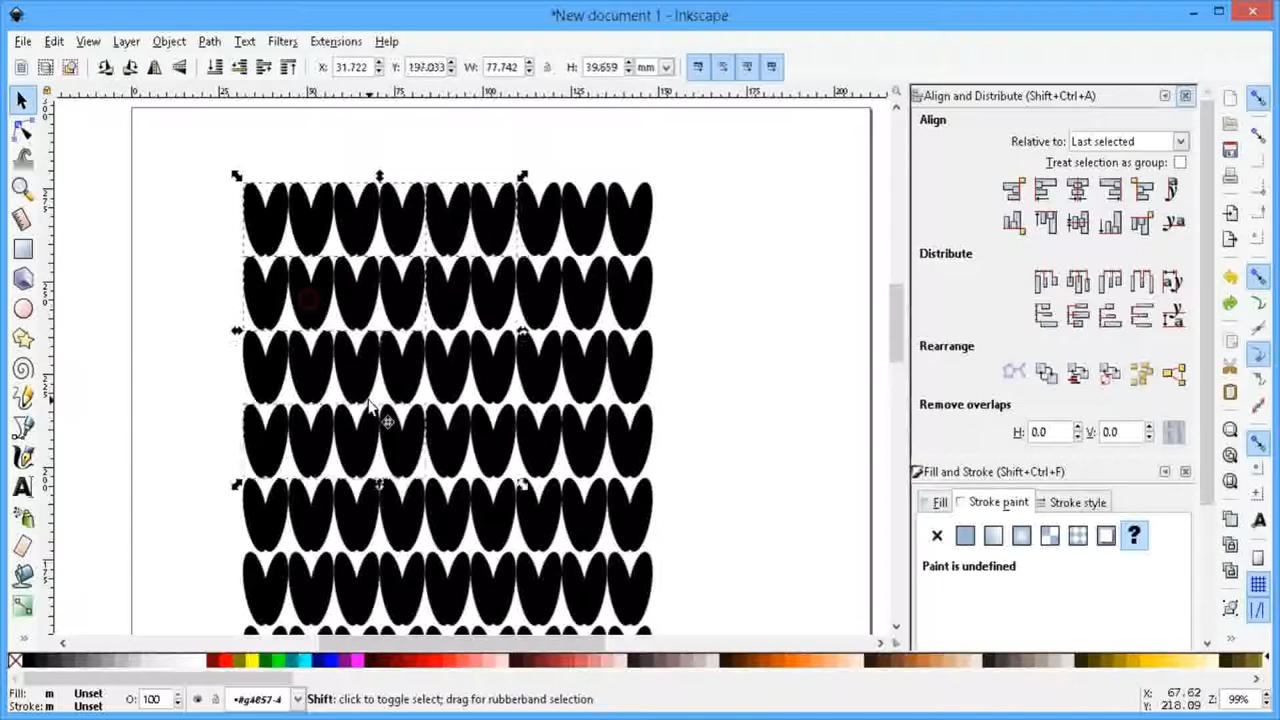 *New document 1 - Inkscape
File Edit View Layer Object Path Text Filters Extensions Help
X: 31.722 Y: 197.033 W: 77.742 H: 39.659 mm
Align and Distribute (Shift+Ctrl+A)
Align
Relative to: Last selected
Treat selection as group:
Distribute
Rearrange
Remove overlaps
H: 0.0 V: 0.0
Fill and Stroke (Shift+Ctrl+F)
Fill Stroke paint Stroke style
Paint is undefined
Fill: m Unset
Stroke: m Unset
O: 100
•#g4857-4
Shift: click to toggle select; drag for rubberband selection
X: 67.62
Y: 218.09
Z: 99%